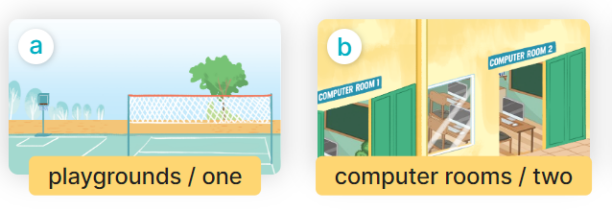 a
b
COMPUTER ROOM 1
COMPUTER ROOM 2
playgrounds / one
computer rooms / two